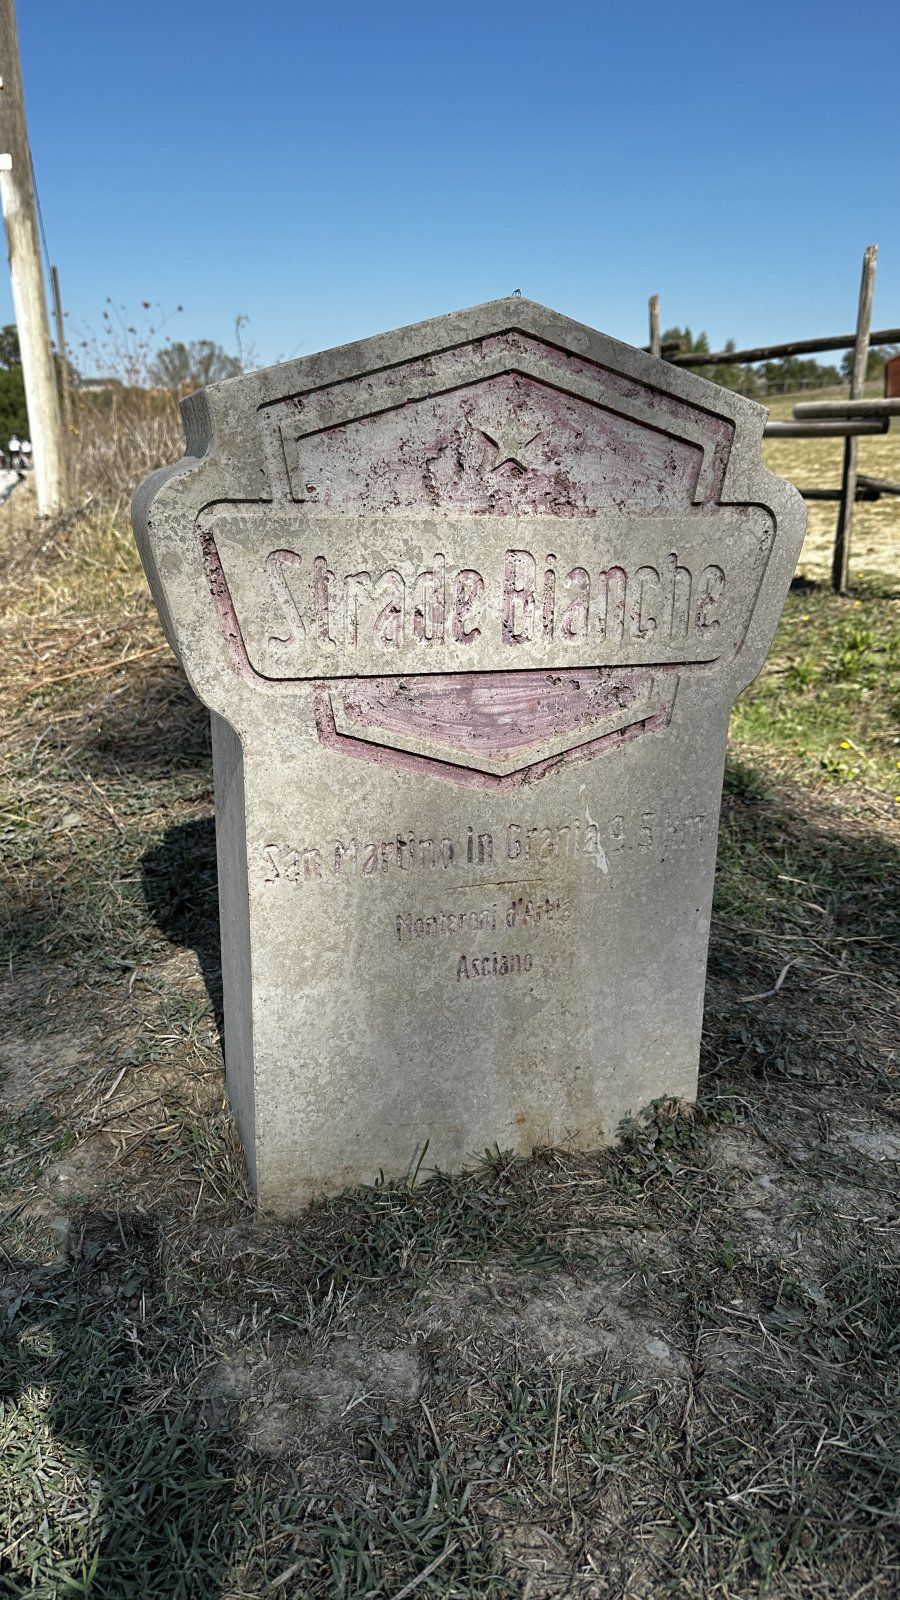 Strade Bianche
San Martino in Grania 9.5 km
Monteroni d'Arbia
Asciano